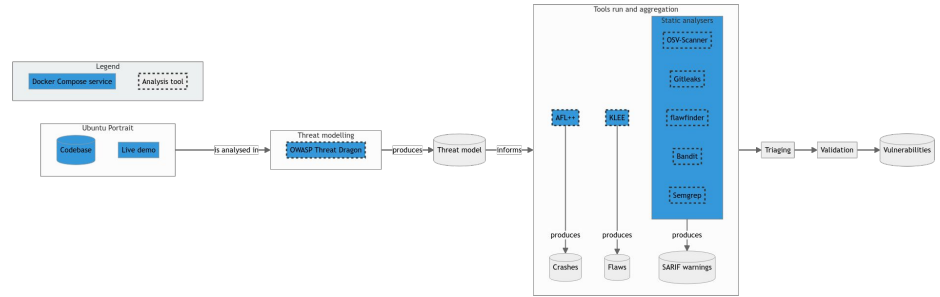 Legend
Docker Compose service
Analysis tool
Ubuntu Portrait
Codebase
Live demo
is analysed in
Threat modelling
OWASP Threat Dragon
produces
Threat model
informs
Tools run and aggregation
Static analysers
OSV-Scanner
Gitleaks
flawfinder
Bandit
Semgrep
AFL++
KLEE
produces
produces
produces
Crashes
Flaws
SARIF warnings
Triaging
Validation
Vulnerabilities